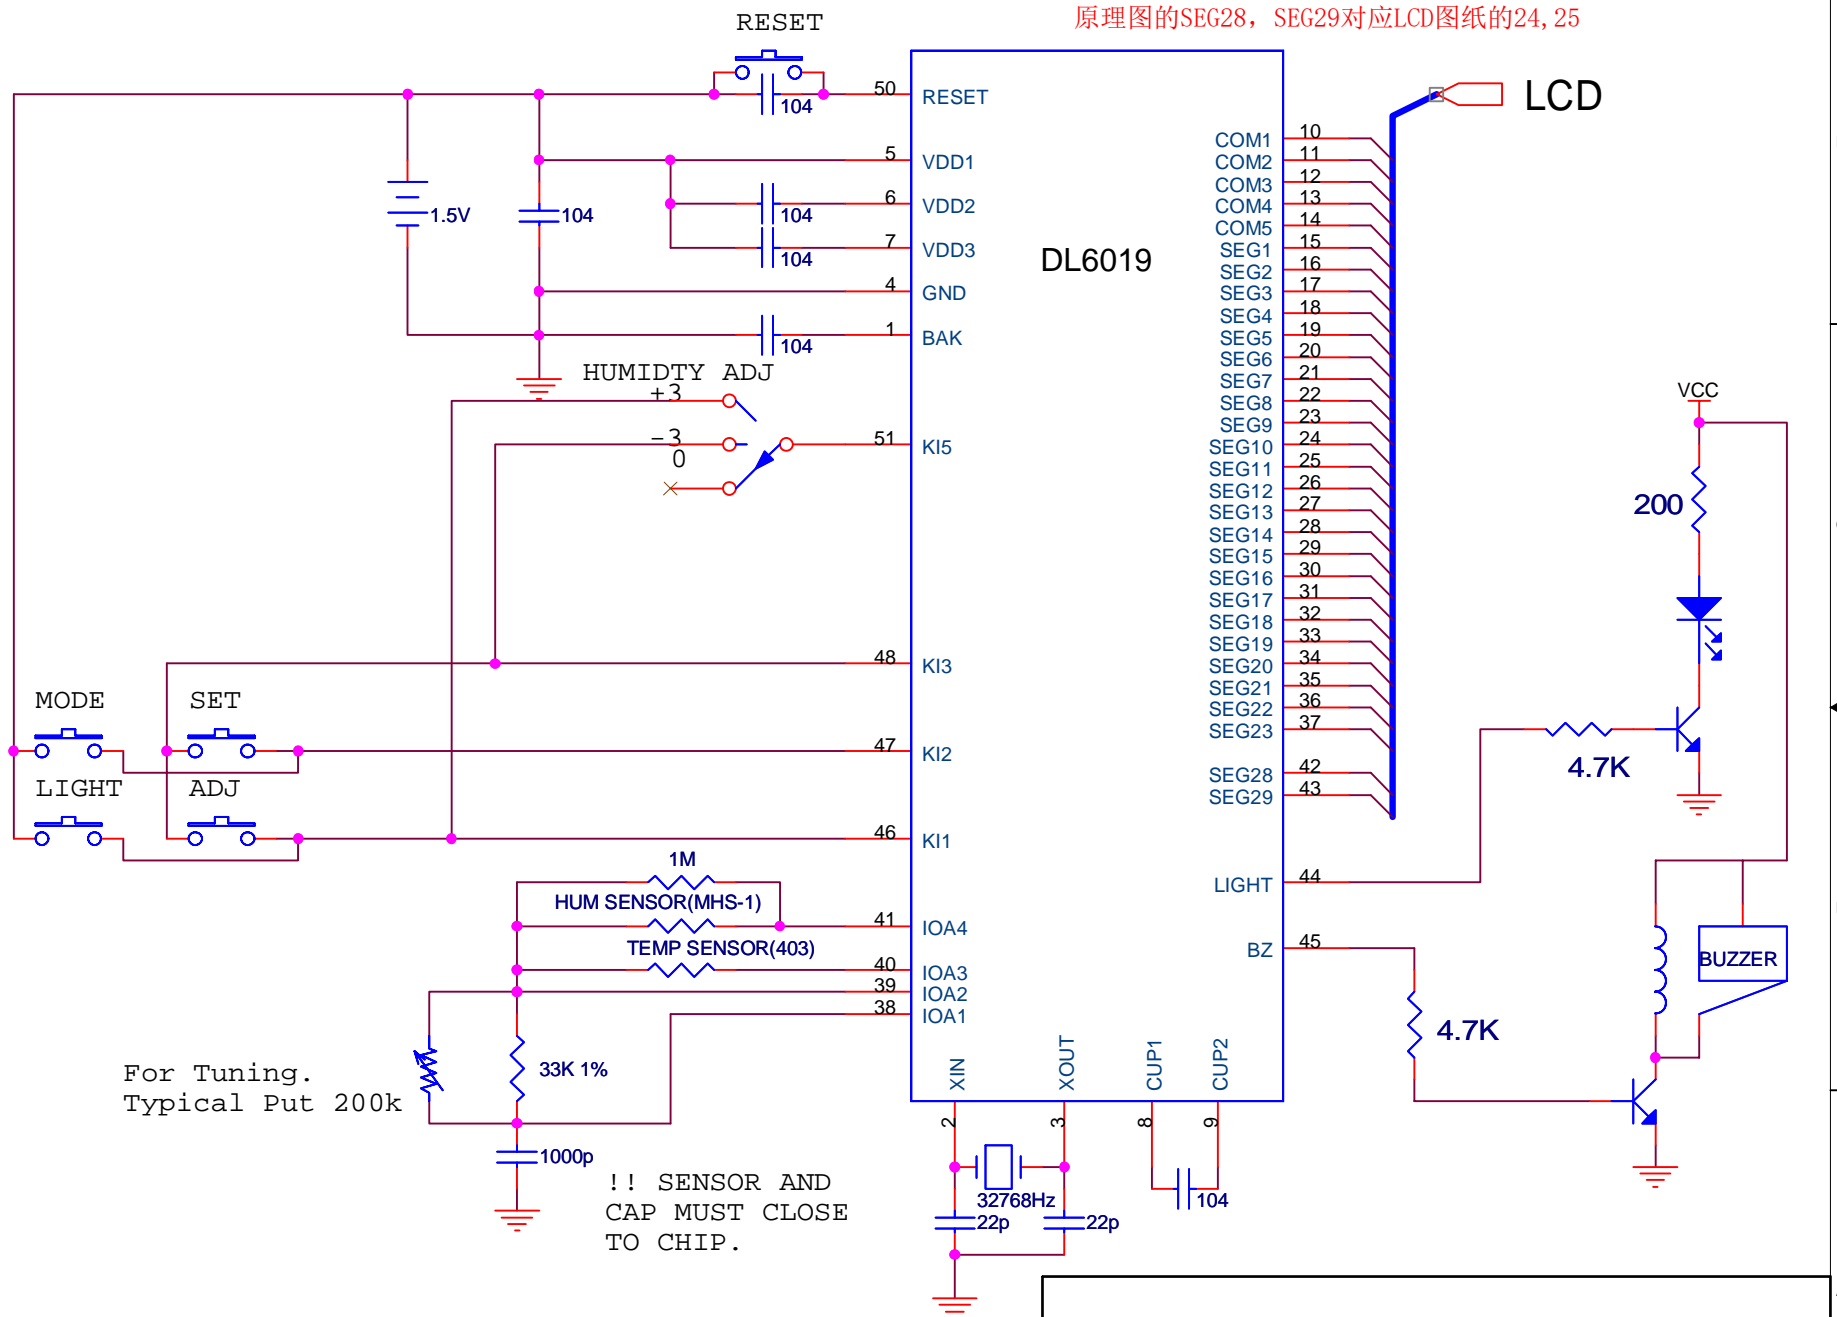 原理图的SEG28，SEG29对应LCD图纸的24,25
RESET
104
50
RESET
LCD
5
VDD1
1.5V
104
104
6
VDD2
104
7
VDD3
4
GND
104
1
BAK
DL6019
HUMIDTY ADJ
+3
-3
0
51
KI5
48
KI3
MODE
SET
47
KI2
LIGHT
ADJ
46
KI1
1M
HUM SENSOR(MHS-1)
41
IOA4
TEMP SENSOR(403)
40
IOA3
39
IOA2
38
IOA1
33K 1%
For Tuning.
Typical Put 200k
1000p
!! SENSOR AND
CAP MUST CLOSE
TO CHIP.
COM1 10
COM2 11
COM3 12
COM4 13
COM5 14
SEG1 15
SEG2 16
SEG3 17
SEG4 18
SEG5 19
SEG6 20
SEG7 21
SEG8 22
SEG9 23
SEG10 24
SEG11 25
SEG12 26
SEG13 27
SEG14 28
SEG15 29
SEG16 30
SEG17 31
SEG18 32
SEG19 33
SEG20 34
SEG21 35
SEG22 36
SEG23 37
SEG28 42
SEG29 43
LIGHT 44
BZ 45
VCC
200
4.7K
BUZZER
4.7K
XIN
XOUT
CUP1
CUP2
2
3
8
9
32768Hz
22p
22p
104